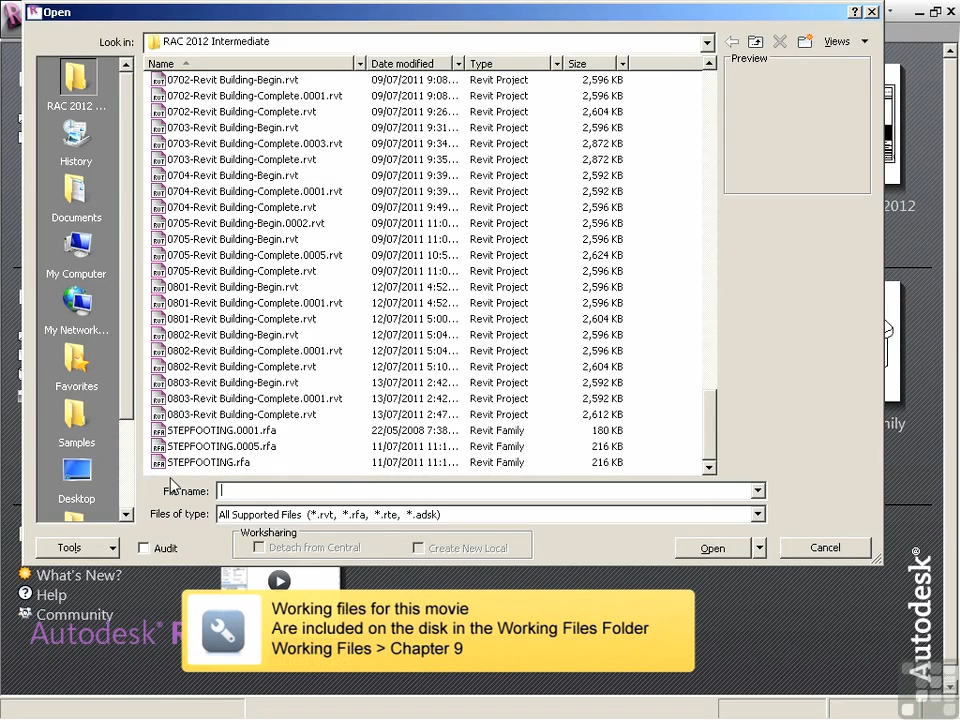 Open
Look in: RAC 2012 Intermediate Views
Name Date modified Type Size
Preview
0702-Revit Building-Begin.rvt 09/07/2011 9:08... Revit Project 2,596 KB
0702-Revit Building-Complete.0001.rvt 09/07/2011 9:08... Revit Project 2,596 KB
0702-Revit Building-Complete.rvt 09/07/2011 9:26... Revit Project 2,604 KB
0703-Revit Building-Begin.rvt 09/07/2011 9:31... Revit Project 2,596 KB
0703-Revit Building-Complete.0003.rvt 09/07/2011 9:34... Revit Project 2,872 KB
0703-Revit Building-Complete.rvt 09/07/2011 9:35... Revit Project 2,872 KB
0704-Revit Building-Begin.rvt 09/07/2011 9:39... Revit Project 2,592 KB
0704-Revit Building-Complete.0001.rvt 09/07/2011 9:39... Revit Project 2,592 KB
0704-Revit Building-Complete.rvt 09/07/2011 9:49... Revit Project 2,596 KB
0705-Revit Building-Begin.0002.rvt 09/07/2011 11:0... Revit Project 2,596 KB
0705-Revit Building-Begin.rvt 09/07/2011 11:0... Revit Project 2,596 KB
0705-Revit Building-Complete.0005.rvt 09/07/2011 10:5... Revit Project 2,624 KB
0705-Revit Building-Complete.rvt 09/07/2011 11:0... Revit Project 2,596 KB
0801-Revit Building-Begin.rvt 12/07/2011 4:52... Revit Project 2,596 KB
0801-Revit Building-Complete.0001.rvt 12/07/2011 4:52... Revit Project 2,596 KB
0801-Revit Building-Complete.rvt 12/07/2011 5:00... Revit Project 2,604 KB
0802-Revit Building-Begin.rvt 12/07/2011 5:04... Revit Project 2,596 KB
0802-Revit Building-Complete.0001.rvt 12/07/2011 5:04... Revit Project 2,596 KB
0802-Revit Building-Complete.rvt 12/07/2011 5:10... Revit Project 2,604 KB
0803-Revit Building-Begin.rvt 13/07/2011 2:42... Revit Project 2,592 KB
0803-Revit Building-Complete.0001.rvt 13/07/2011 2:42... Revit Project 2,592 KB
0803-Revit Building-Complete.rvt 13/07/2011 2:47... Revit Project 2,612 KB
STEPFOOTING.0001.rfa 22/05/2008 7:38... Revit Family 180 KB
STEPFOOTING.0005.rfa 11/07/2011 11:1... Revit Family 216 KB
STEPFOOTING.rfa 11/07/2011 11:1... Revit Family 216 KB
RAC 2012 ...
History
Documents
My Computer
My Network...
Favorites
Samples
Desktop
File name:
Files of type: All Supported Files (*.rvt, *.rfa, *.rte, *.adsk)
Tools
Audit
Worksharing
Detach from Central
Create New Local
Open
Cancel
2012
What's New?
Help
Community
Autodesk® R
Working files for this movie
Are included on the disk in the Working Files Folder
Working Files > Chapter 9
Autodesk®